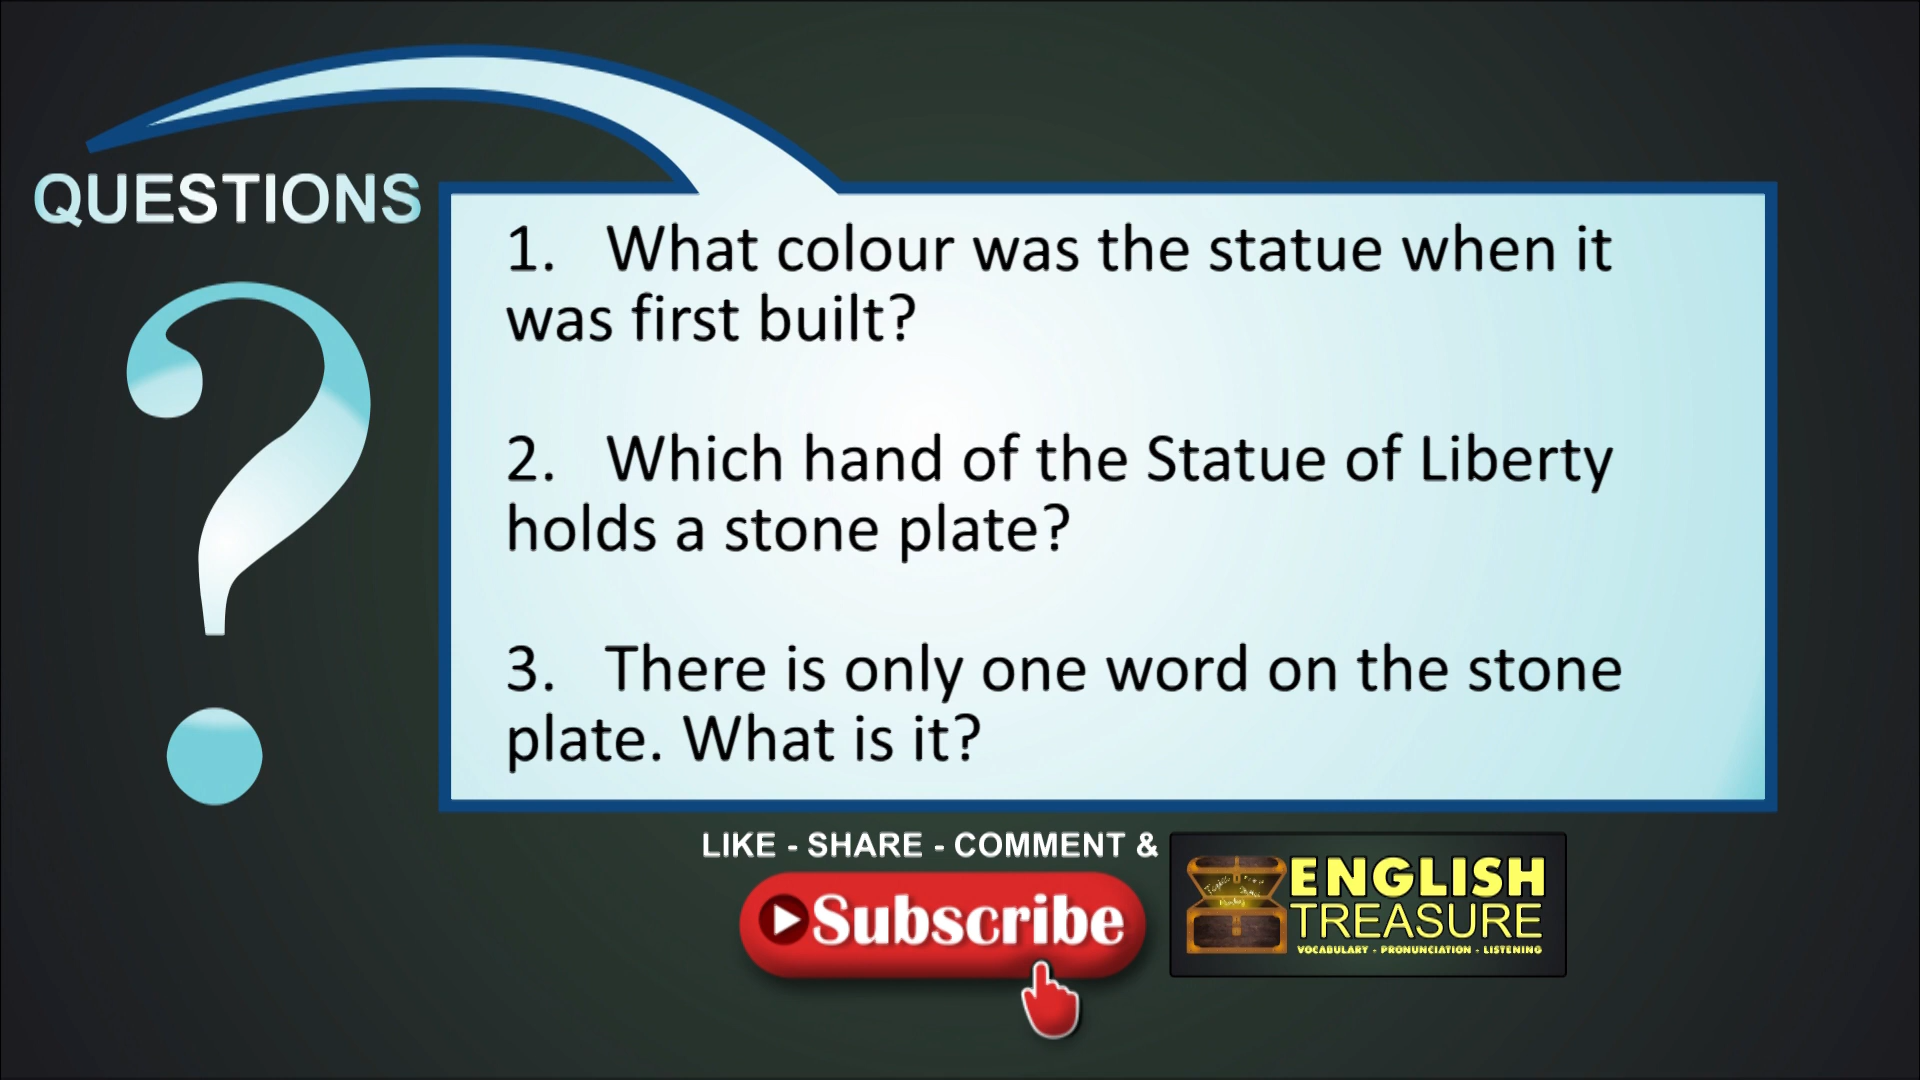 QUESTIONS
?
1. What colour was the statue when it
was first built?
2. Which hand of the Statue of Liberty
holds a stone plate?
3. There is only one word on the stone
plate. What is it?
LIKE - SHARE - COMMENT &
Subscribe
ENGLISH
TREASURE
VOCABULARY - PRONUNCIATION - LISTENING